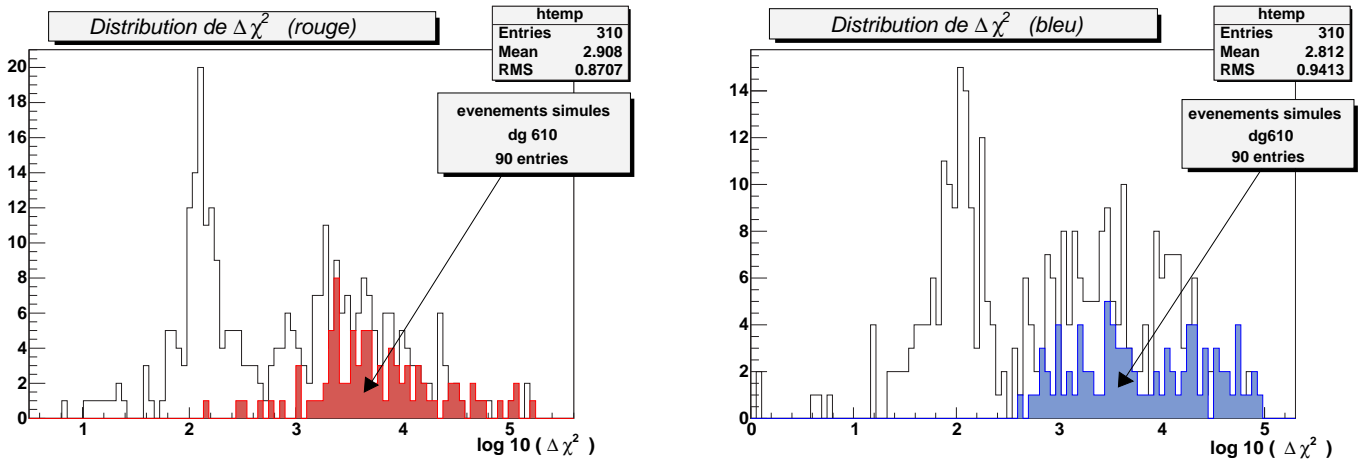 Distribution de Δχ² (rouge)
htemp
Entries 310
Mean 2.908
RMS 0.8707
evenements simules
dg 610
90 entries
20
18
16
14
12
10
8
6
4
2
0
1 2 3 4 5
log 10 ( Δχ² )
Distribution de Δχ² (bleu)
htemp
Entries 310
Mean 2.812
RMS 0.9413
evenements simules
dg610
90 entries
14
12
10
8
6
4
2
0
0 1 2 3 4 5
log 10 ( Δχ² )